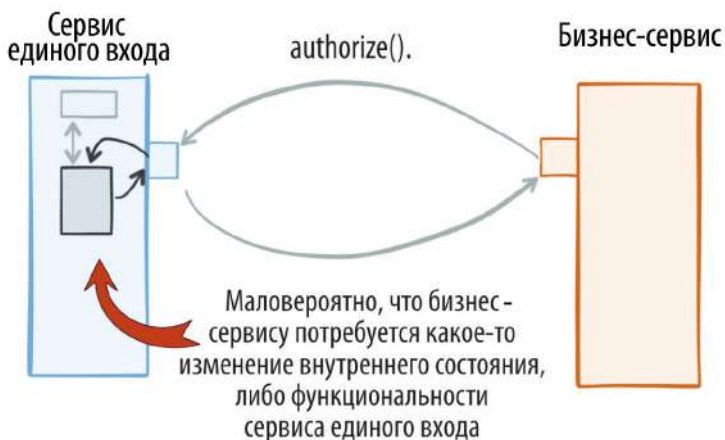 Сервис
единого входа
authorize().
Бизнес-сервис
Маловероятно, что бизнес-
сервису потребуется какое-то
изменение внутреннего состояния,
либо функциональности
сервиса единого входа